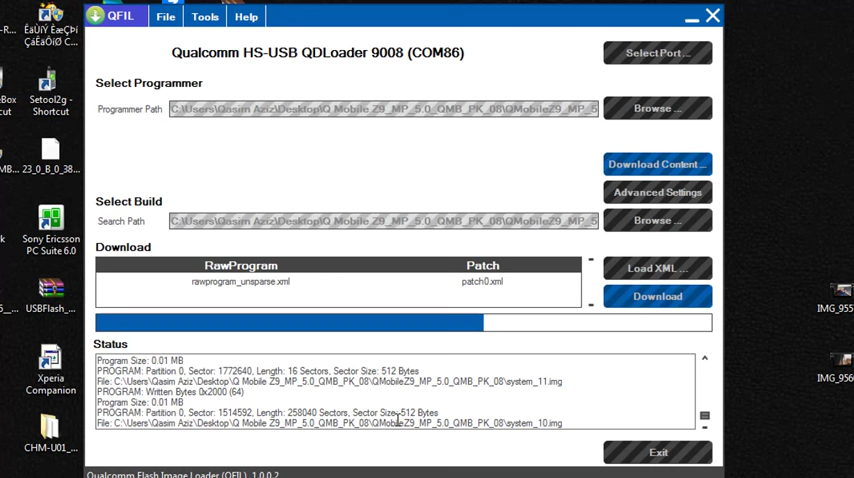 QFIL
File
Tools
Help
Qualcomm HS-USB QDLoader 9008 (COM86)
Select Port ...
Select Programmer
Programmer Path
C:\Users\Qasim Aziz\Desktop\Q Mobile Z9_MP_5.0_QMB_PK_08\QMobileZ9_MP_5
Browse ...
Download Content ...
Advanced Settings
Select Build
Search Path
C:\Users\Qasim Aziz\Desktop\Q Mobile Z9_MP_5.0_QMB_PK_08\QMobileZ9_MP_5
Browse ...
Download
RawProgram
Patch
rawprogram_unsparse.xml
patch0.xml
Load XML ...
Download
Status
Program Size: 0.01 MB
PROGRAM: Partition 0, Sector: 1772640, Length: 16 Sectors, Sector Size: 512 Bytes
File: C:\Users\Qasim Aziz\Desktop\Q Mobile Z9_MP_5.0_QMB_PK_08\QMobileZ9_MP_5.0_QMB_PK_08\system_11.img
PROGRAM: Written Bytes 0x2000 (64)
Program Size: 0.01 MB
PROGRAM: Partition 0, Sector: 1514592, Length: 258040 Sectors, Sector Size: 512 Bytes
File: C:\Users\Qasim Aziz\Desktop\Q Mobile Z9_MP_5.0_QMB_PK_08\QMobileZ9_MP_5.0_QMB_PK_08\system_10.img
Exit
Qualcomm Flash Image Loader (QFIL) 1.0.0.2
Setool2g -
Shortcut
23_0_B_0_38...
Sony Ericsson
PC Suite 6.0
USBFlash_...
Xperia
Companion
CHM-U01_...
IMG_955
IMG_956